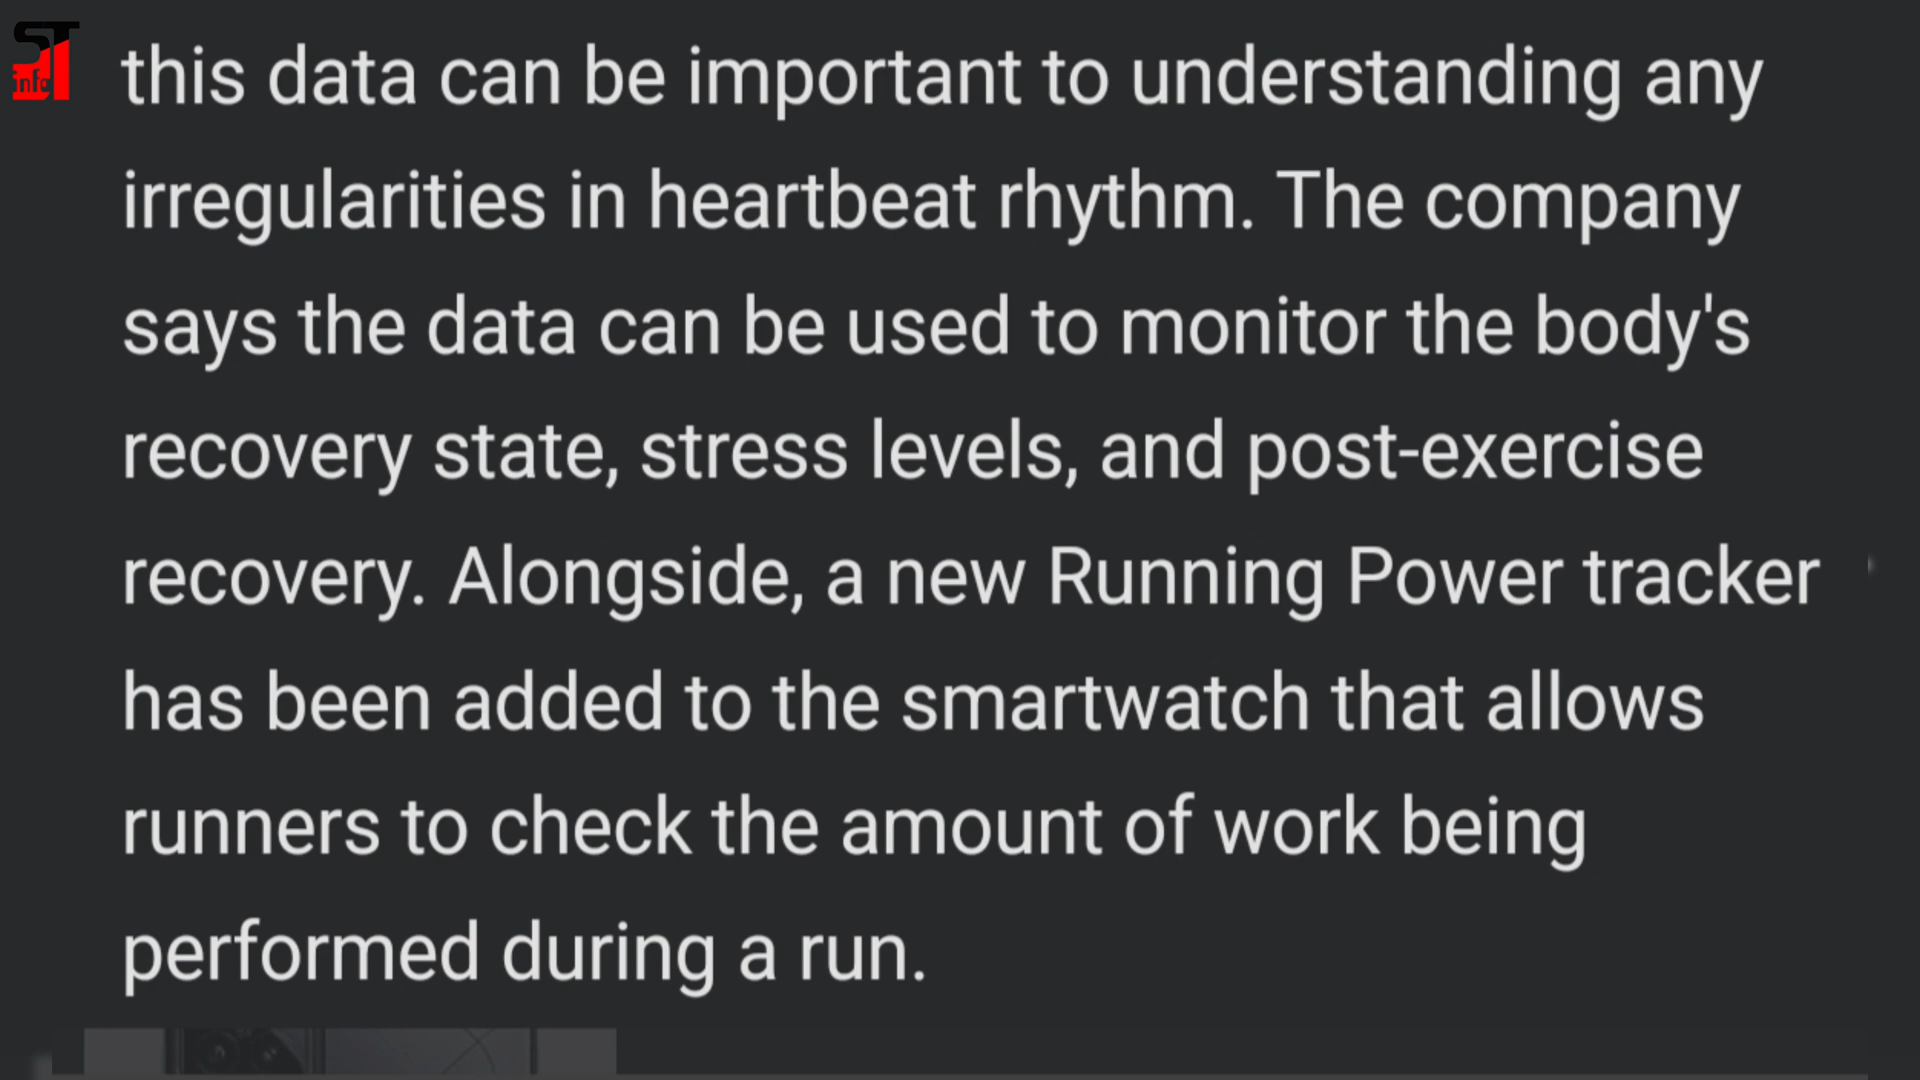 ST
info
this data can be important to understanding any
irregularities in heartbeat rhythm. The company
says the data can be used to monitor the body's
recovery state, stress levels, and post-exercise
recovery. Alongside, a new Running Power tracker
has been added to the smartwatch that allows
runners to check the amount of work being
performed during a run.